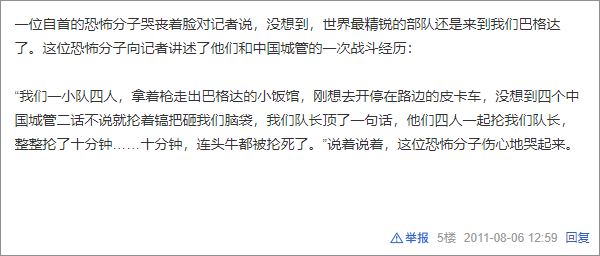 一位自首的恐怖分子哭丧着脸对记者说，没想到，世界最精锐的部队还是来到我们巴格达
了。这位恐怖分子向记者讲述了他们和中国城管的一次战斗经历：
“我们一小队四人，拿着枪走出巴格达的小饭馆，刚想去开停在路边的皮卡车，没想到四个中
国城管二话不说就抡着镐把砸我们脑袋，我们队长顶了一句话，他们四人一起抡我们队长，
整整抡了十分钟……十分钟，连头牛都被抡死了。”说着说着，这位恐怖分子伤心地哭起来。
举报 5楼 2011-08-06 12:59 回复